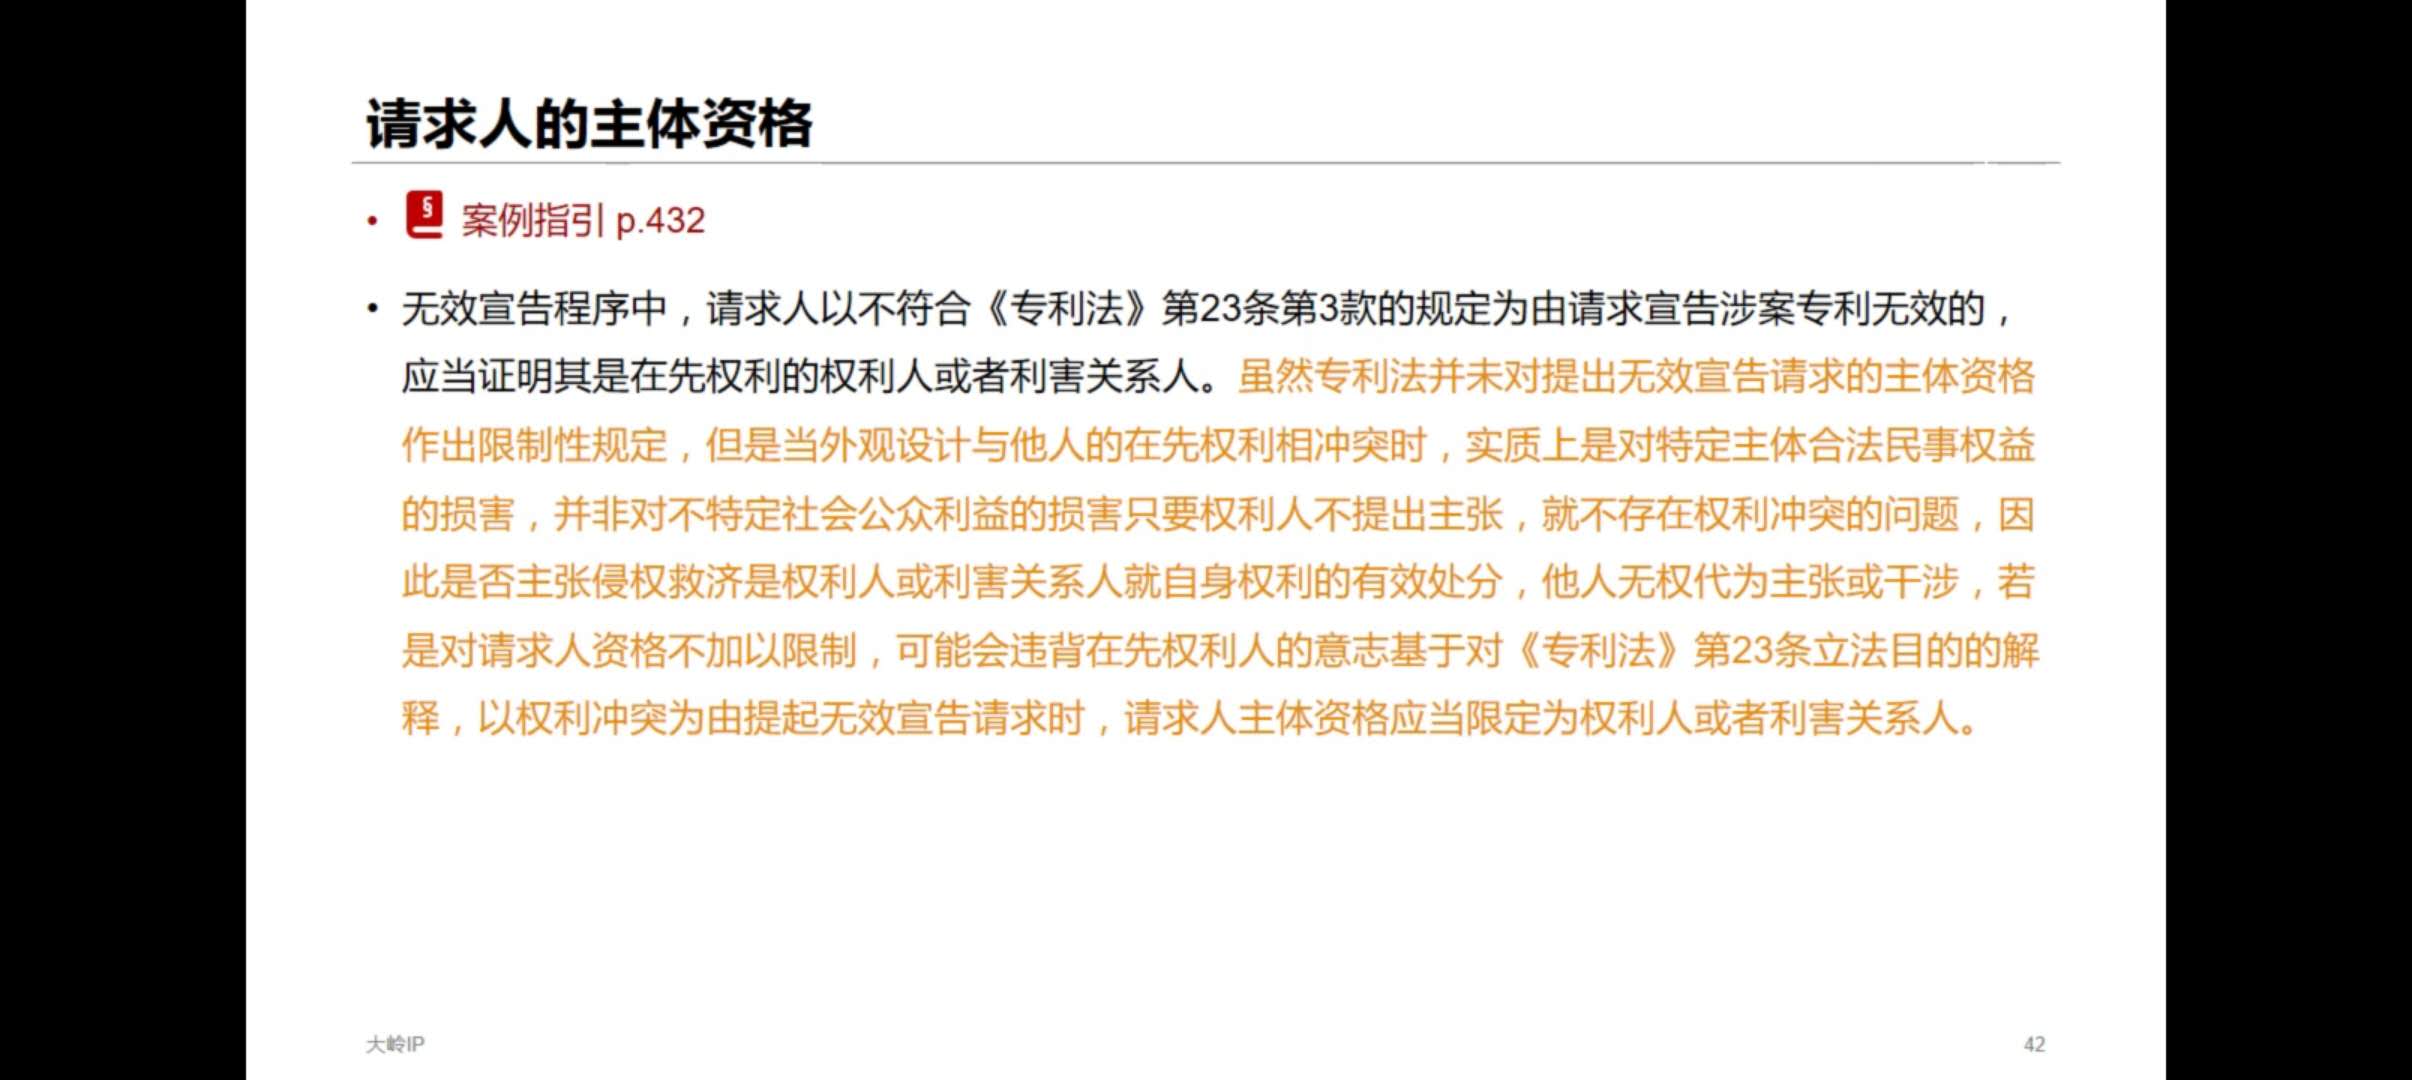 请求人的主体资格
• § 案例指引 p.432
• 无效宣告程序中，请求人以不符合《专利法》第23条第3款的规定为由请求宣告涉案专利无效的，
应当证明其是在先权利的权利人或者利害关系人。虽然专利法并未对提出无效宣告请求的主体资格
作出限制性规定，但是当外观设计与他人的在先权利相冲突时，实质上是对特定主体合法民事权益
的损害，并非对不特定社会公众利益的损害只要权利人不提出主张，就不存在权利冲突的问题，因
此是否主张侵权救济是权利人或利害关系人就自身权利的有效处分，他人无权代为主张或干涉，若
是对请求人资格不加以限制，可能会违背在先权利人的意志基于对《专利法》第23条立法目的的解
释，以权利冲突为由提起无效宣告请求时，请求人主体资格应当限定为权利人或者利害关系人。
大岭IP
42